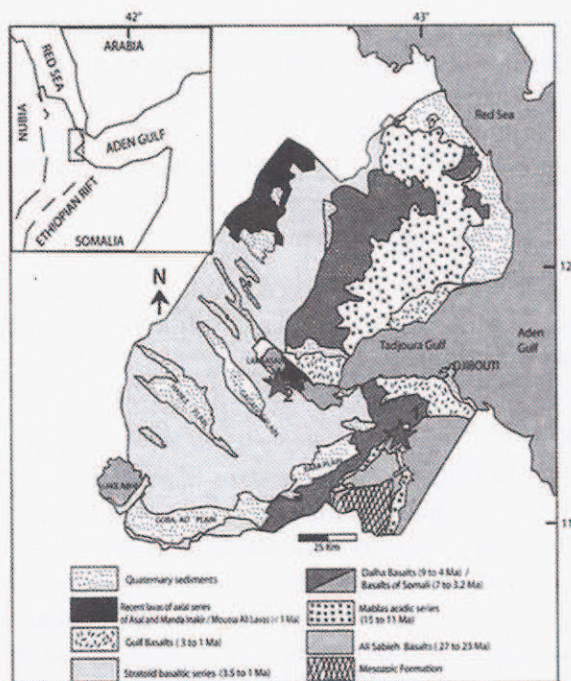 42°
43°
ARABIA
RED SEA
NUBIA
ADEN GULF
ETHIOPIAN RIFT
SOMALIA
Red Sea
12
N
Tadjoura Gulf
Aden
Gulf
DJIBOUTI
1
2
PLAIN
11
25 Km
Quaternary sediments
Recent lavas of axial series
of Asal and Manda Inakir / Moussa Ali Lavas (< 1 Ma)
Gulf Basalts (3 to 1 Ma)
Stratoid basaltic series (3.5 to 1 Ma)
Dalha Basalts (9 to 4 Ma) /
Basalts of Somali (7 to 3.2 Ma)
Mablas acidic series
(15 to 11 Ma)
Ali Sabieh Basalts (27 to 23 Ma)
Mesozoic Formation